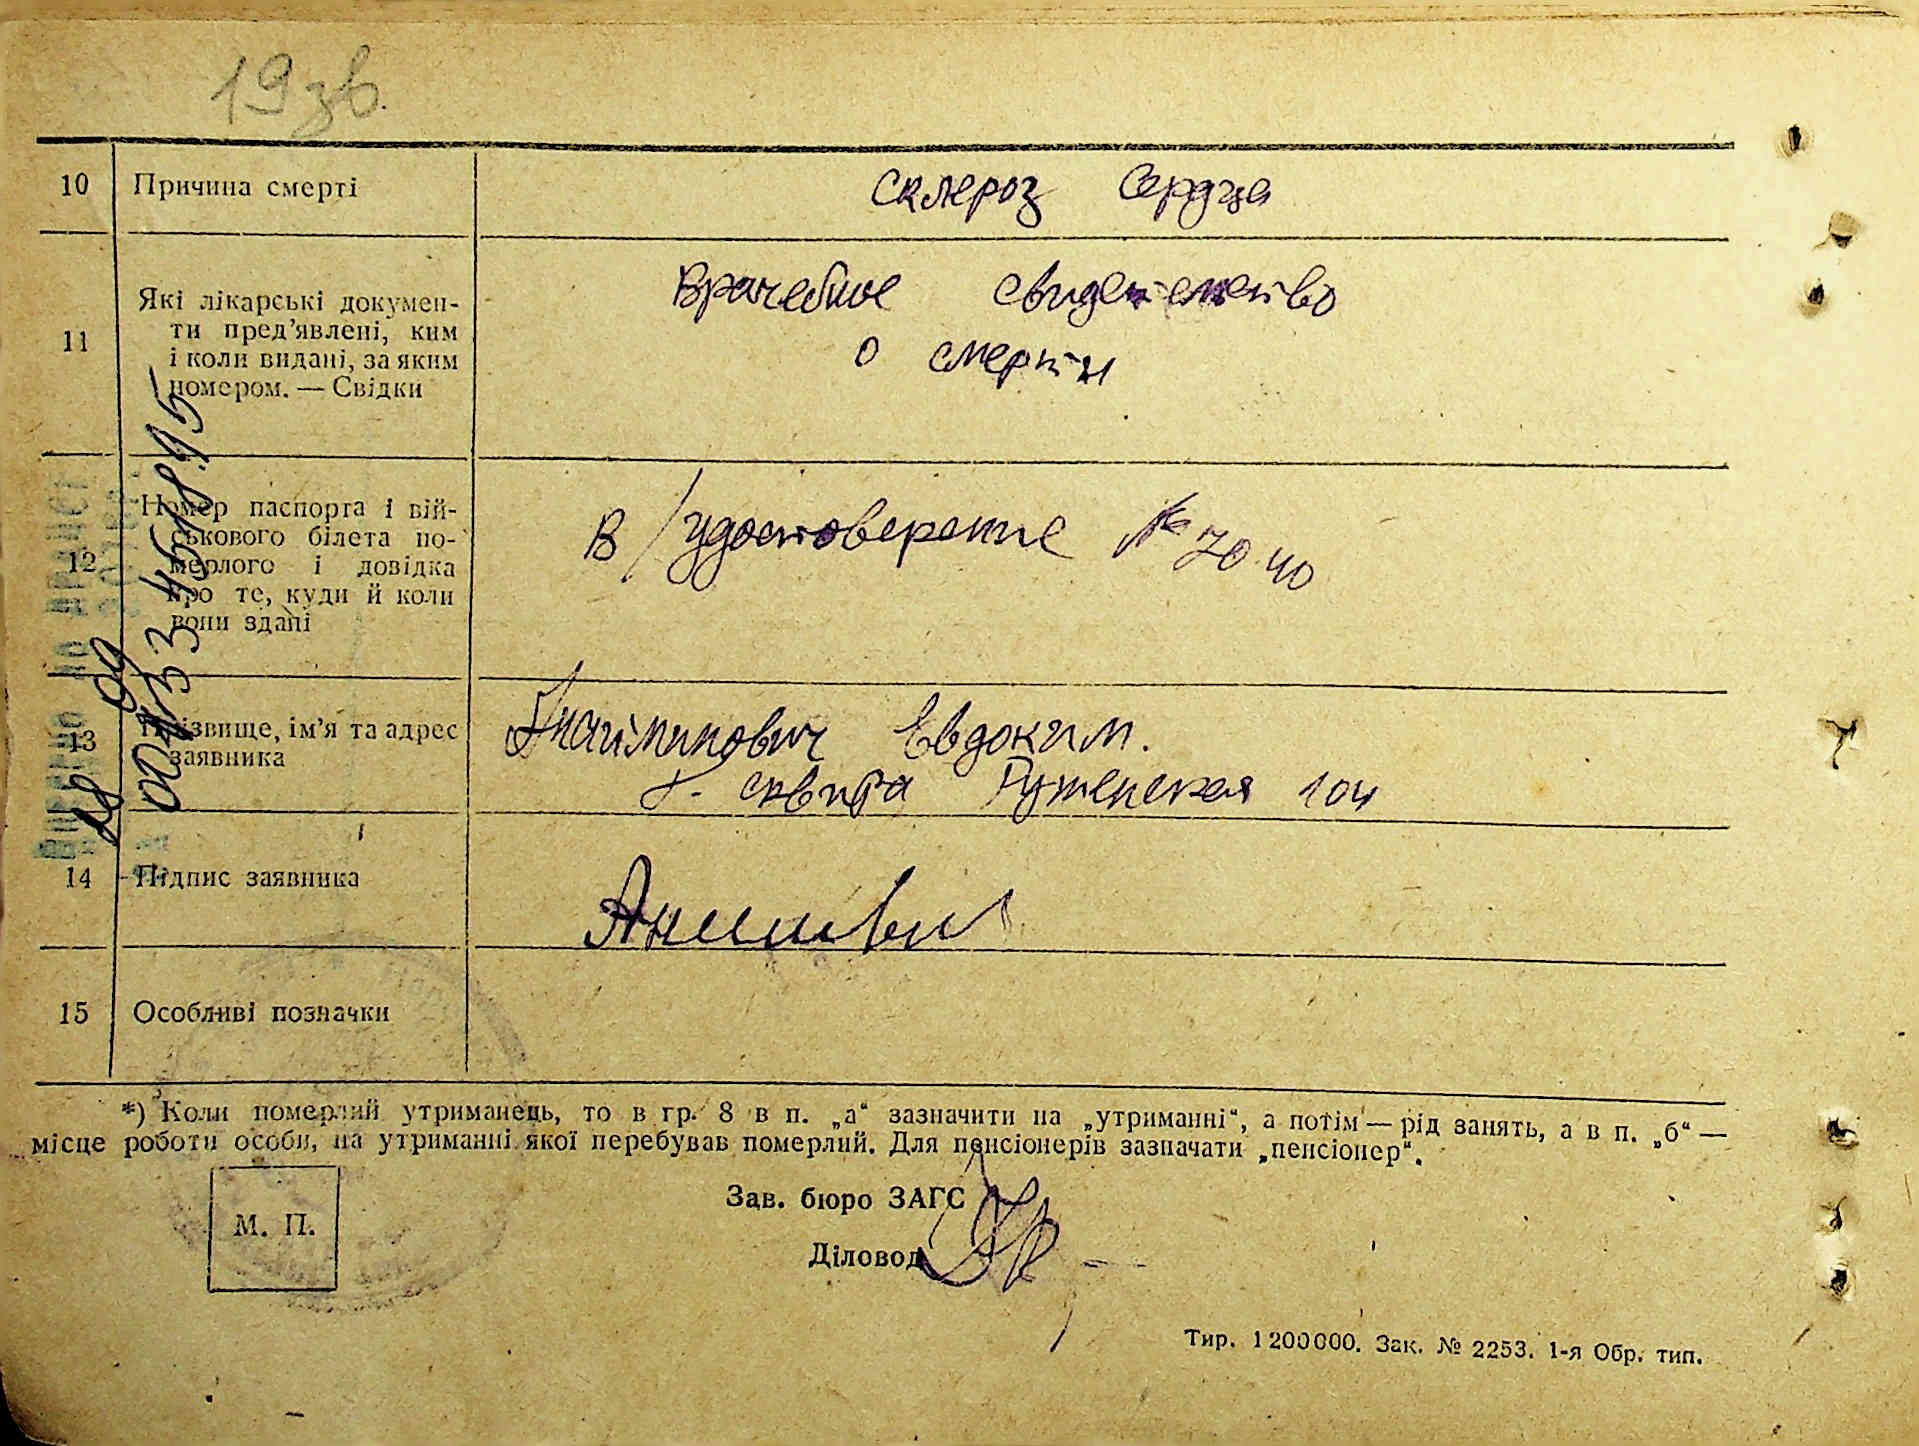 19 зв.
10 Причина смерті
склероз сердца
11 Які лікарські докумен-
ти пред’явлені, ким
і коли видані, за яким
номером. — Свідки
Врачебное свидетельство
о смерти
12 Номер паспорта і вій-
ськового білета по-
мерлого і довідка
про те, куди й коли
вони здані
В/удостоверение № 7040
13 Прізвище, ім’я та адрес
заявника
Евдоким.
г. Сквира Руженская 104
14 Підпис заявника
15 Особливі позначки
*) Коли померлий утриманець, то в гр. 8 в п. „а“ зазначити на „утриманні“, а потім — рід занять, а в п. „б“ —
місце роботи особи, на утриманні якої перебував померлий. Для пенсіонерів зазначати „пенсіонер“.
М. П.
Зав. бюро ЗАГС
Діловод
Тир. 1200000. Зак. № 2253. 1-я Обр. тип.